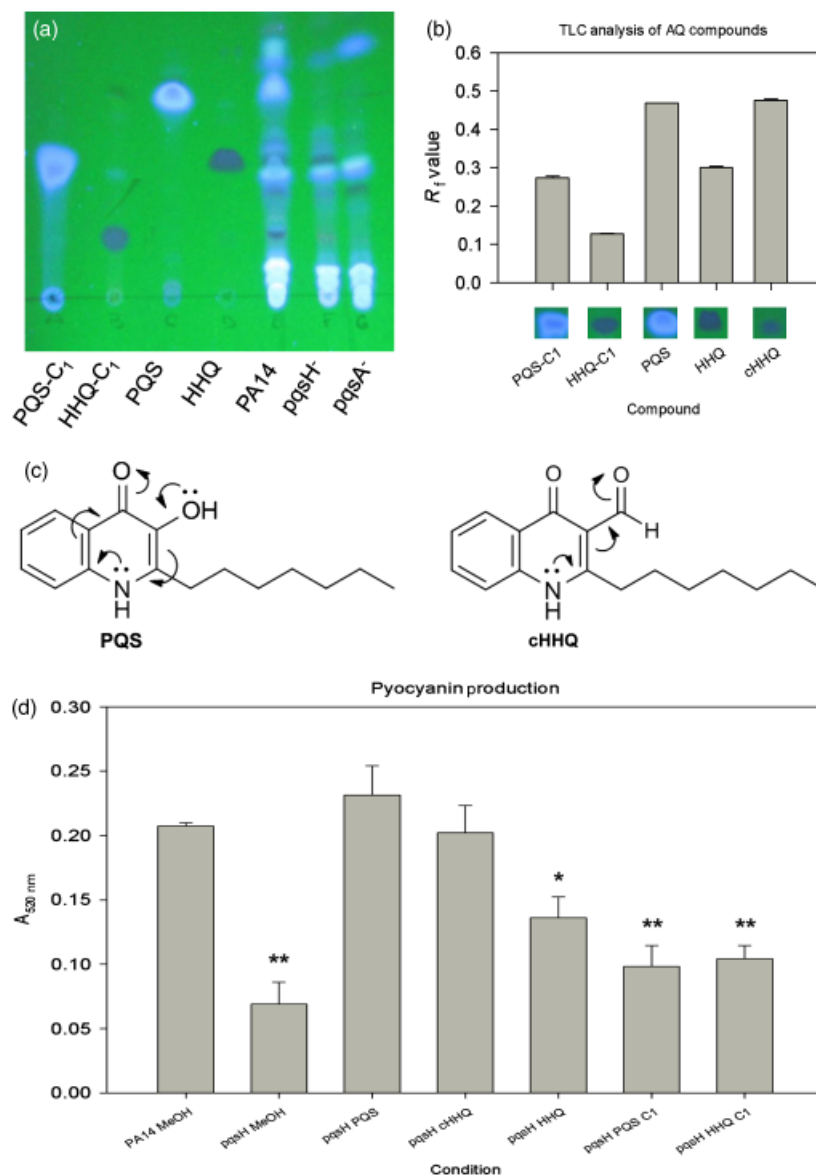 (a)
A B C D E F G
PQS-C1
HHQ-C1
PQS
HHQ
PA14
pqsH-
pqsA-
(b)
TLC analysis of AQ compounds
0.6
0.5
0.4
0.3
0.2
0.1
0.0
Rf value
PQS-C1
HHQ-C1
PQS
HHQ
cHHQ
Compound
(c)
O
OH
N
H
PQS
O
O
H
N
H
cHHQ
(d)
Pyocyanin production
0.30
0.25
0.20
0.15
0.10
0.05
0.00
A520 nm
**
*
**
**
PA14 MeOH
pqsH MeOH
pqsH PQS
pqsH cHHQ
pqsH HHQ
pqsH PQS C1
pqsH HHQ C1
Condition